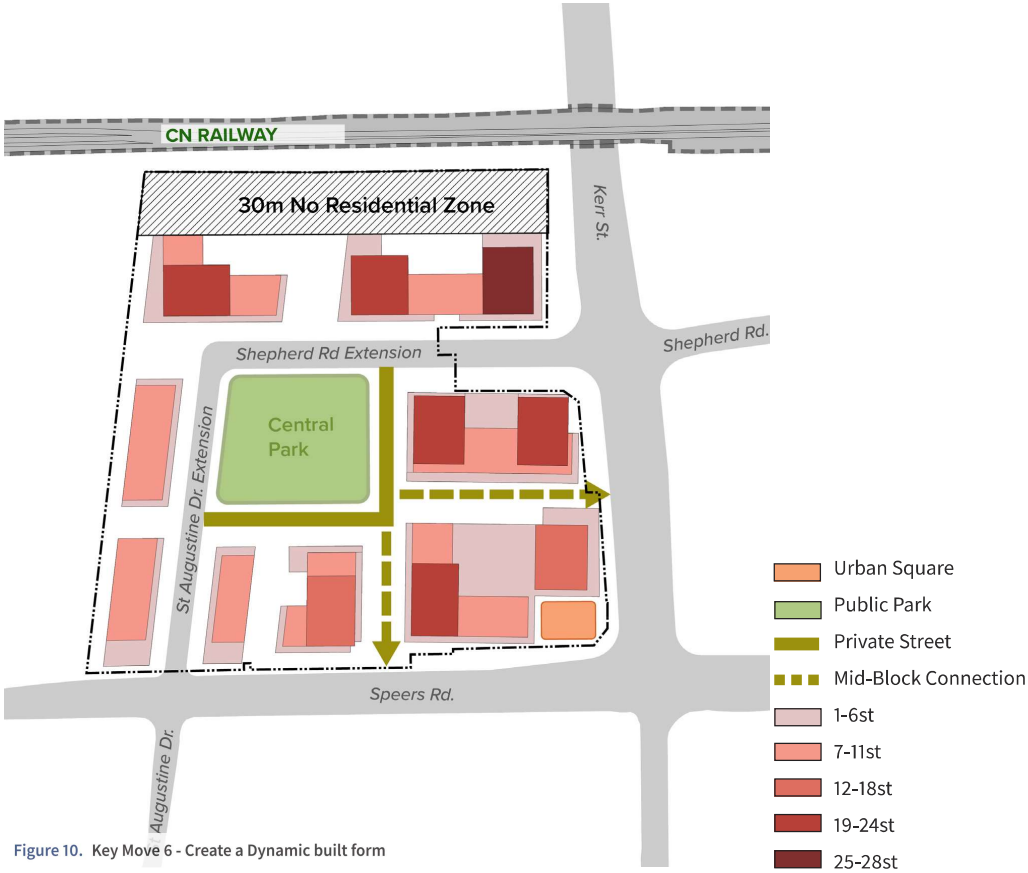 CN RAILWAY
30m No Residential Zone
Kerr St.
Shepherd Rd.
Shepherd Rd Extension
Central
Park
St Augustine Dr. Extension
Speers Rd.
St Augustine Dr.
Urban Square
Public Park
Private Street
Mid-Block Connection
1-6st
7-11st
12-18st
19-24st
25-28st
Figure 10. Key Move 6 - Create a Dynamic built form